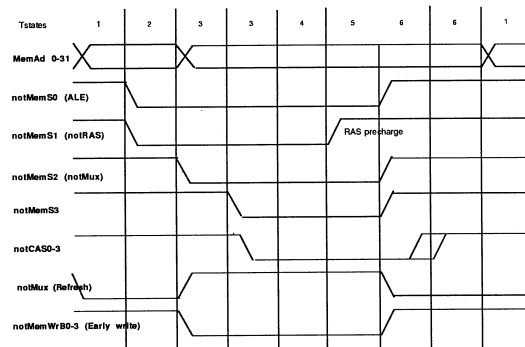 Tstates 1 2 3 3 4 5 6 6 1
MemAd 0-31
notMemS0 (ALE)
notMemS1 (notRAS) RAS precharge
notMemS2 (notMux)
notMemS3
notCAS0-3
notMux (Refresh)
notMemWrB0-3 (Early write)